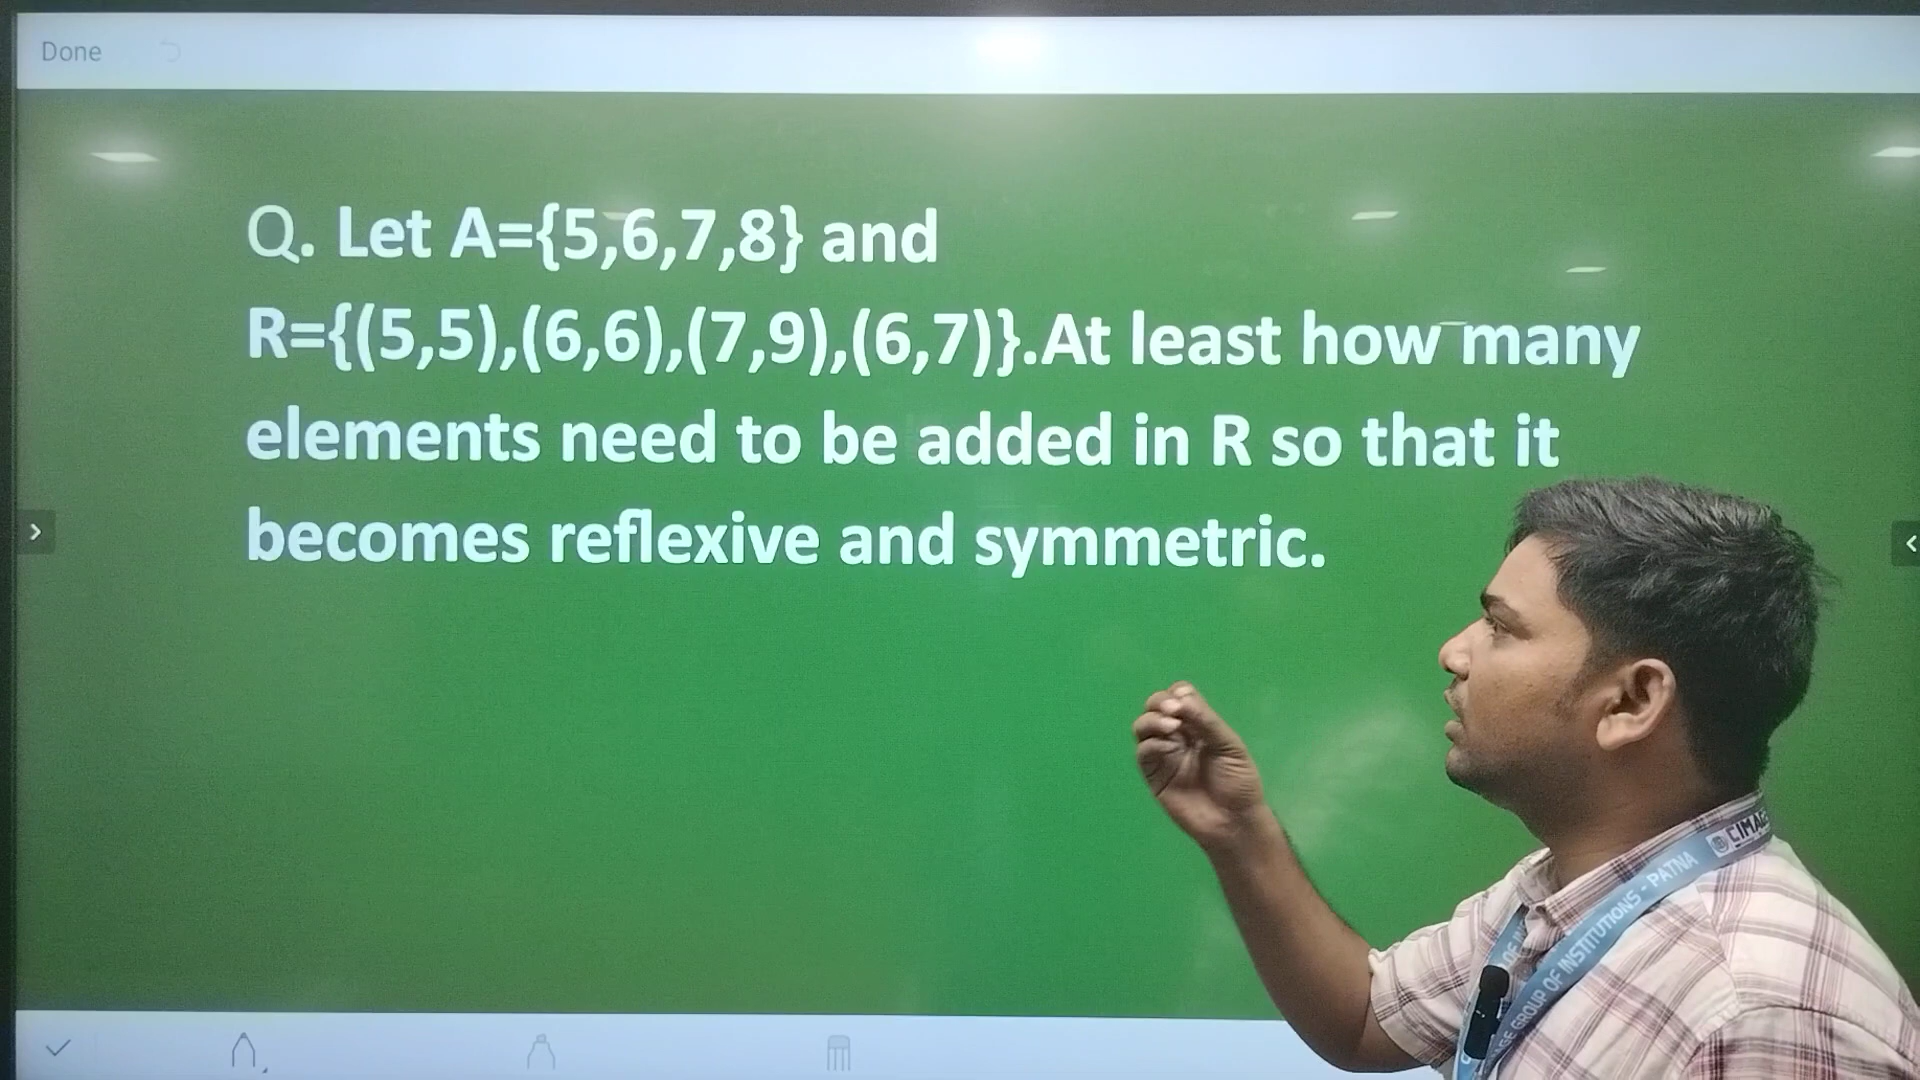 Done
Q. Let A={5,6,7,8} and
R={(5,5),(6,6),(7,9),(6,7)}.At least how many
elements need to be added in R so that it
becomes reflexive and symmetric.
CIMAGE
GROUP OF INSTITUTIONS - PATNA